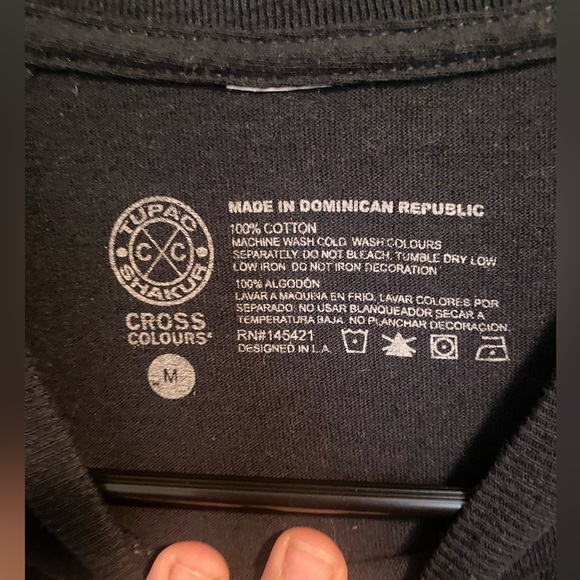 TUPAC
C C
SHAKUR
CROSS
COLOURS
M
MADE IN DOMINICAN REPUBLIC
100% COTTON
MACHINE WASH COLD. WASH COLOURS
SEPARATELY. DO NOT BLEACH. TUMBLE DRY LOW
LOW IRON. DO NOT IRON DECORATION
100% ALGODÓN
LAVAR A MAQUINA EN FRIO. LAVAR COLORES POR
SEPARADO. NO USAR BLANQUEADOR SECAR A
TEMPERATURA BAJA. NO PLANCHAR DECORACION.
RN#145421
DESIGNED IN L.A.